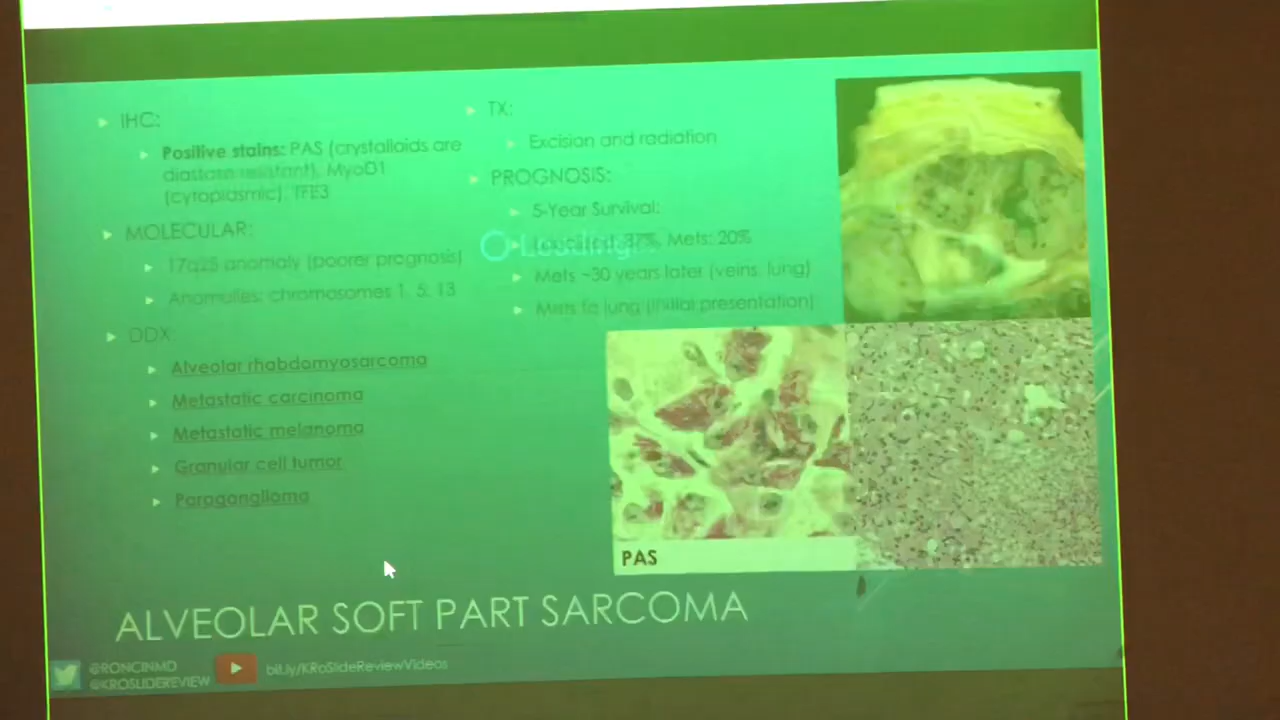 IHC:
Positive stains: PAS (crystalloids are
diastase resistant), MyoD1
(cytoplasmic), TFE3
MOLECULAR:
17q25 anomaly (poorer prognosis)
Anomulies: chromosomes 1, 5, 13
DDX:
Alveolar rhabdomyosarcoma
Metastatic carcinoma
Metastatic melanoma
Granular cell tumor
Paraganglioma
TX:
Excision and radiation
PROGNOSIS:
5-Year Survival:
Mets: 20%
Loading
Mets ~30 years later (veins, lung)
Mets to lung (initial presentation)
PAS
ALVEOLAR SOFT PART SARCOMA
@RONCINMD
@KROSLIDEREVIEW
bit.ly/KRoSlideReviewVideos